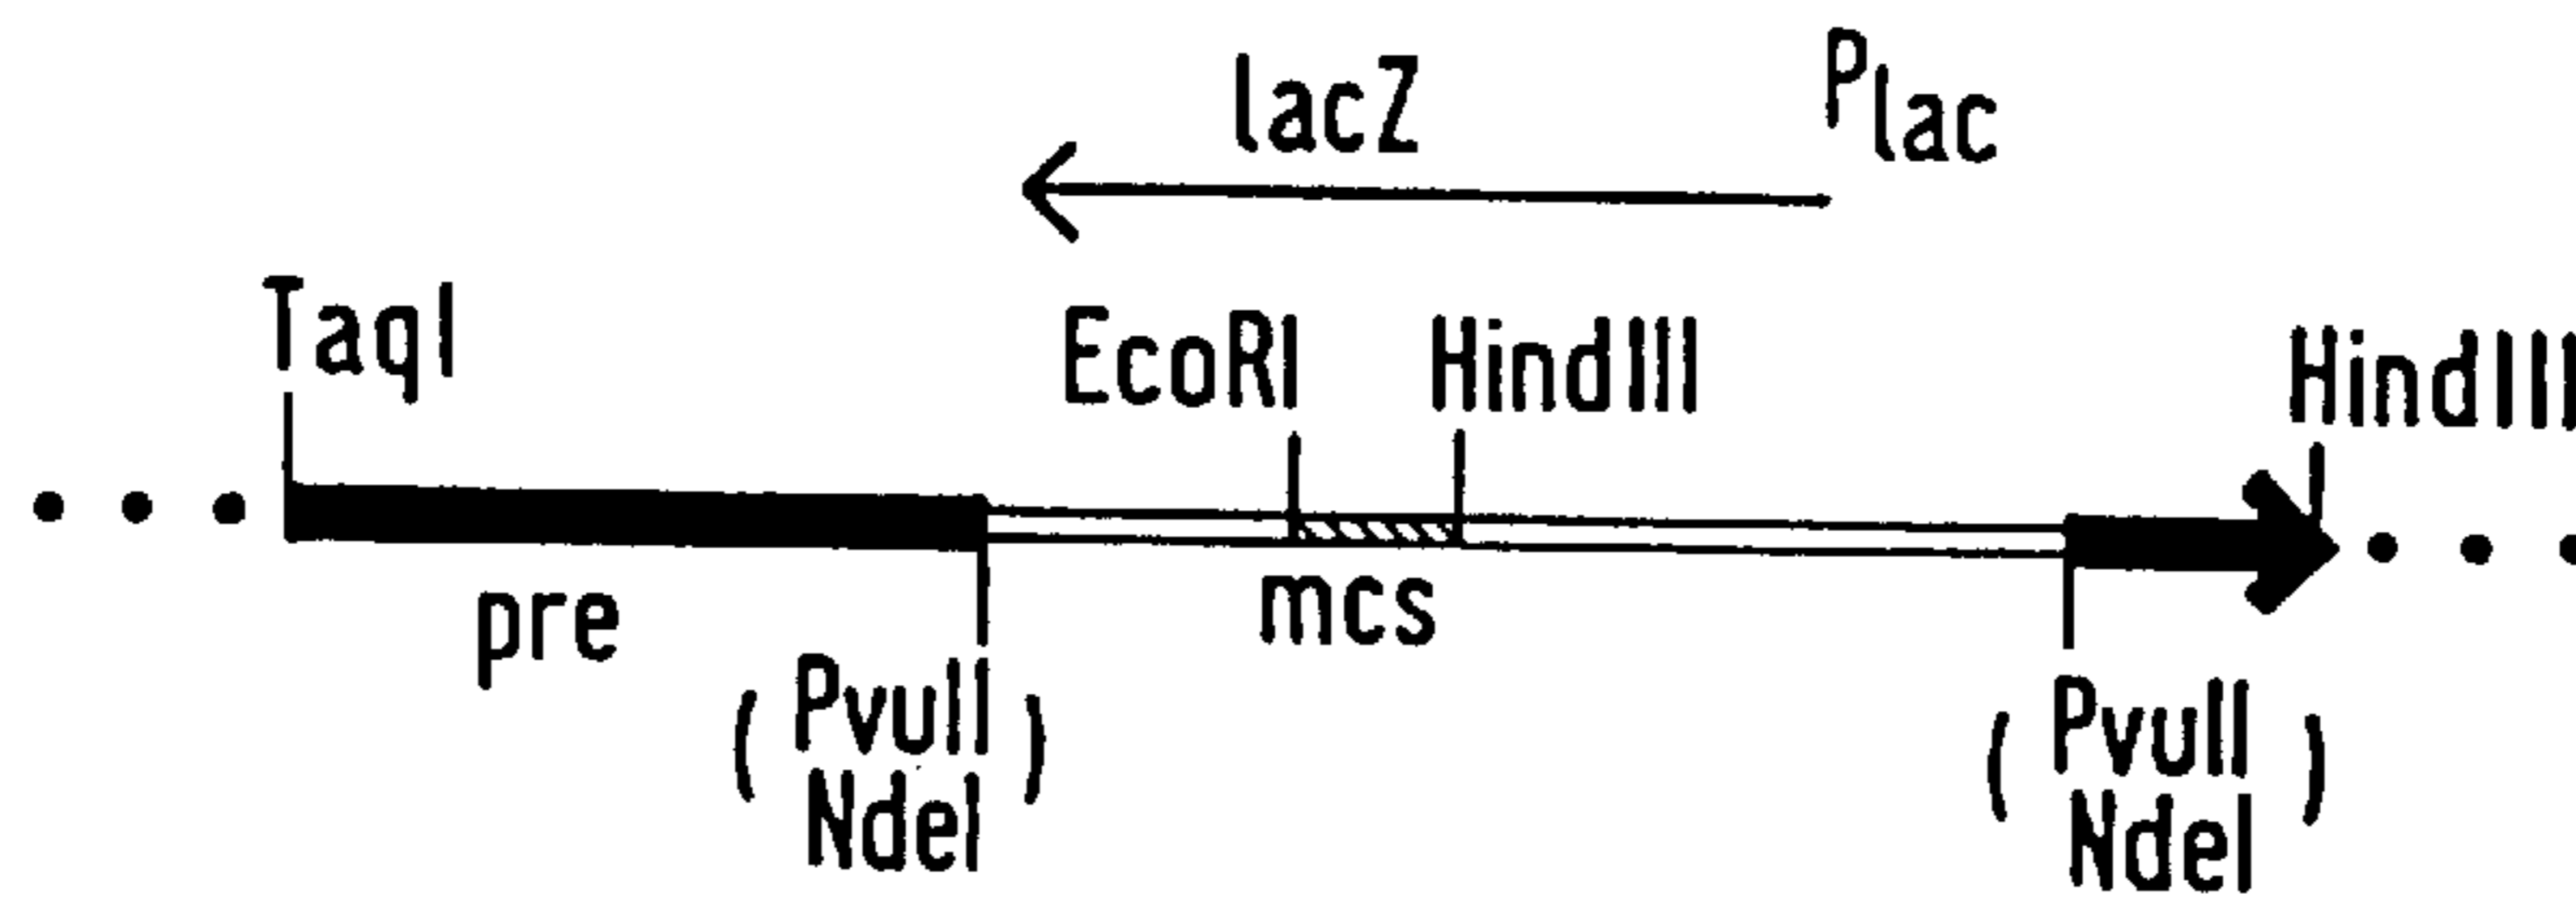 lacZ
Plac
TaqI
EcoRI
HindIII
HindIII
pre
mcs
( PvuII )
NdeI
( PvuII )
NdeI